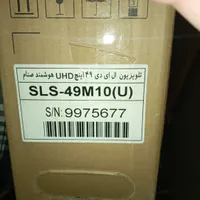 تلویزیون ال ای دی ۴۹ اینچ UHD هوشمند صنام
SLS-49M10(U)
S/N: 9975677